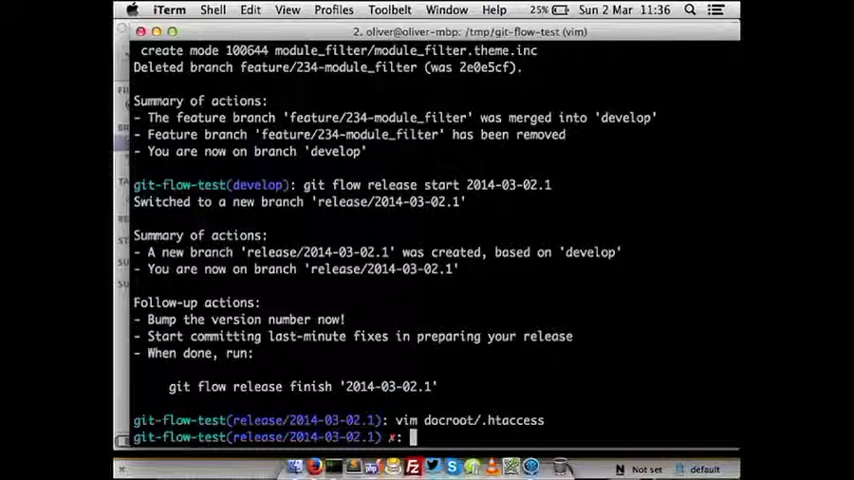 iTerm Shell Edit View Profiles Toolbelt Window Help 25% Sun 2 Mar 11:36
2. oliver@oliver-mbp: /tmp/git-flow-test (vim)
create mode 100644 module_filter/module_filter.theme.inc
Deleted branch feature/234-module_filter (was 2e0e5cf).
Summary of actions:
- The feature branch 'feature/234-module_filter' was merged into 'develop'
- Feature branch 'feature/234-module_filter' has been removed
- You are now on branch 'develop'
git-flow-test(develop): git flow release start 2014-03-02.1
Switched to a new branch 'release/2014-03-02.1'
Summary of actions:
- A new branch 'release/2014-03-02.1' was created, based on 'develop'
- You are now on branch 'release/2014-03-02.1'
Follow-up actions:
- Bump the version number now!
- Start committing last-minute fixes in preparing your release
- When done, run:
git flow release finish '2014-03-02.1'
git-flow-test(release/2014-03-02.1): vim docroot/.htaccess
git-flow-test(release/2014-03-02.1) ✗:
N Not set default